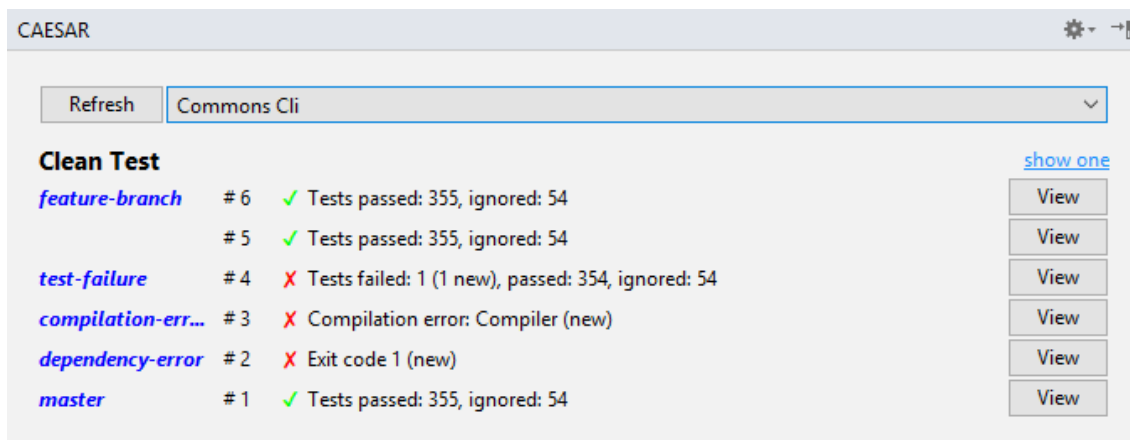 CAESAR
Refresh Commons Cli
Clean Test show one
feature-branch # 6 ✓ Tests passed: 355, ignored: 54 View
# 5 ✓ Tests passed: 355, ignored: 54 View
test-failure # 4 ✗ Tests failed: 1 (1 new), passed: 354, ignored: 54 View
compilation-err... # 3 ✗ Compilation error: Compiler (new) View
dependency-error # 2 ✗ Exit code 1 (new) View
master # 1 ✓ Tests passed: 355, ignored: 54 View